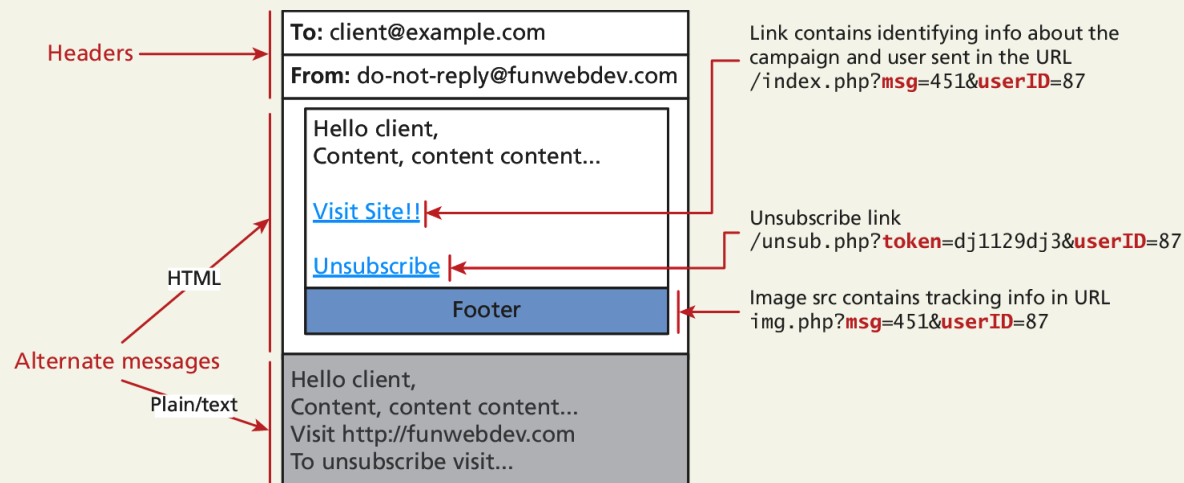 Headers
To: client@example.com
From: do-not-reply@funwebdev.com
Hello client,
Content, content content...
Visit Site!!
Unsubscribe
Footer
Link contains identifying info about the
campaign and user sent in the URL
/index.php?msg=451&userID=87
Unsubscribe link
/unsub.php?token=dj1129dj3&userID=87
Image src contains tracking info in URL
img.php?msg=451&userID=87
HTML
Alternate messages
Plain/text
Hello client,
Content, content content...
Visit http://funwebdev.com
To unsubscribe visit...